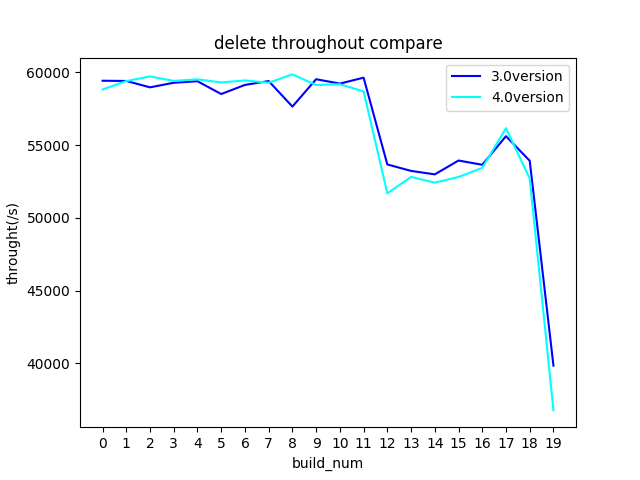 delete throughout compare
60000
55000
50000
45000
40000
throught(/s)
3.0version
4.0version
0 1 2 3 4 5 6 7 8 9 10 11 12 13 14 15 16 17 18 19
build_num